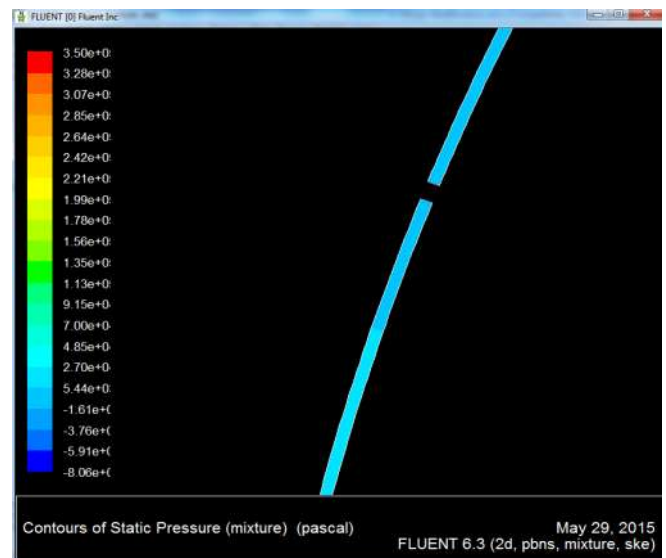 FLUENT [0] Fluent Inc
3.50e+0
3.28e+0
3.07e+0
2.85e+0
2.64e+0
2.42e+0
2.21e+0
1.99e+0
1.78e+0
1.56e+0
1.35e+0
1.13e+0
9.15e+0
7.00e+0
4.85e+0
2.70e+0
5.44e+0
-1.61e+
-3.76e+
-5.91e+
-8.06e+
Contours of Static Pressure (mixture) (pascal)
May 29, 2015
FLUENT 6.3 (2d, pbns, mixture, ske)